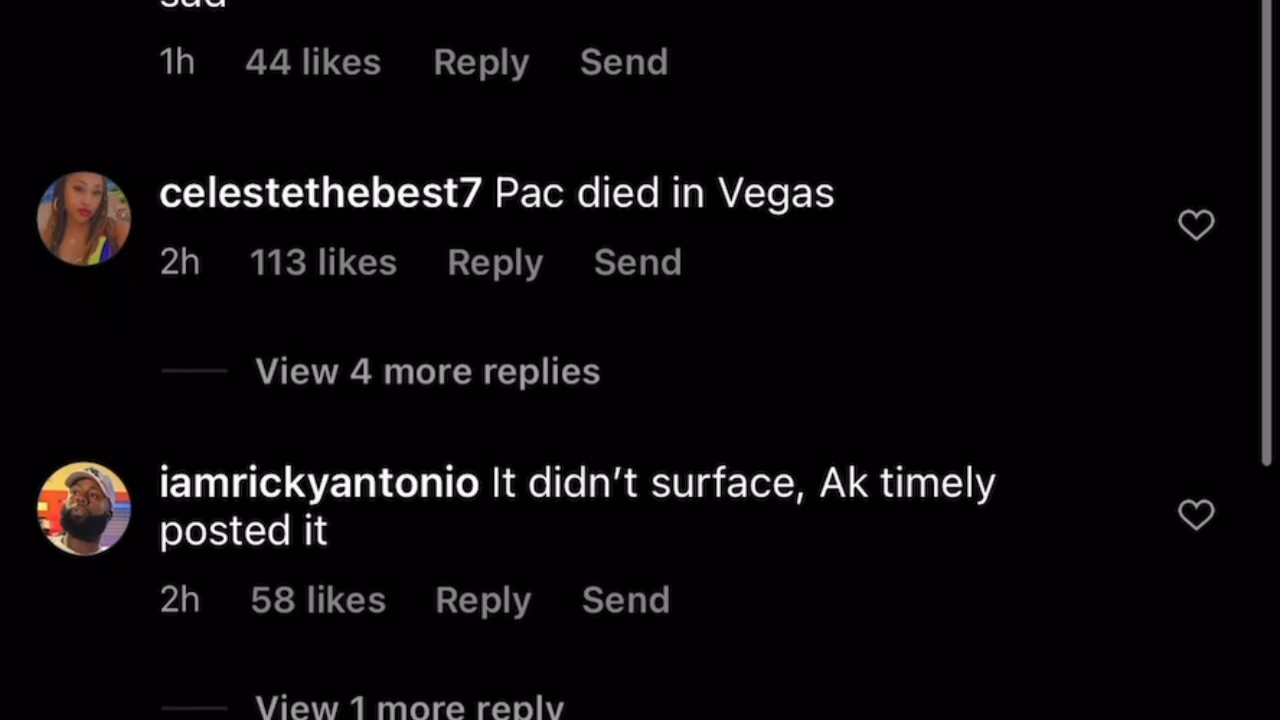 sad
1h 44 likes Reply Send
celestethebest7 Pac died in Vegas
2h 113 likes Reply Send
View 4 more replies
iamrickyantonio It didn’t surface, Ak timely
posted it
2h 58 likes Reply Send
View 1 more reply